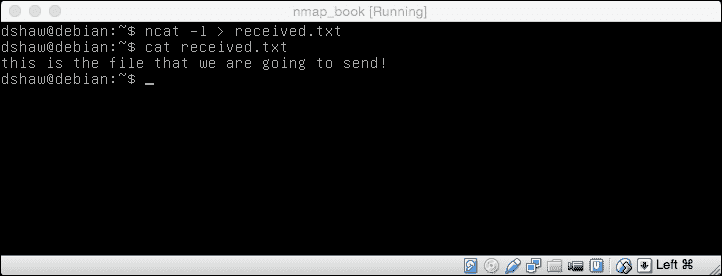 nmap_book [Running]
dshaw@debian:~$ ncat -l > received.txt
dshaw@debian:~$ cat received.txt
this is the file that we are going to send!
dshaw@debian:~$ _
Left ⌘